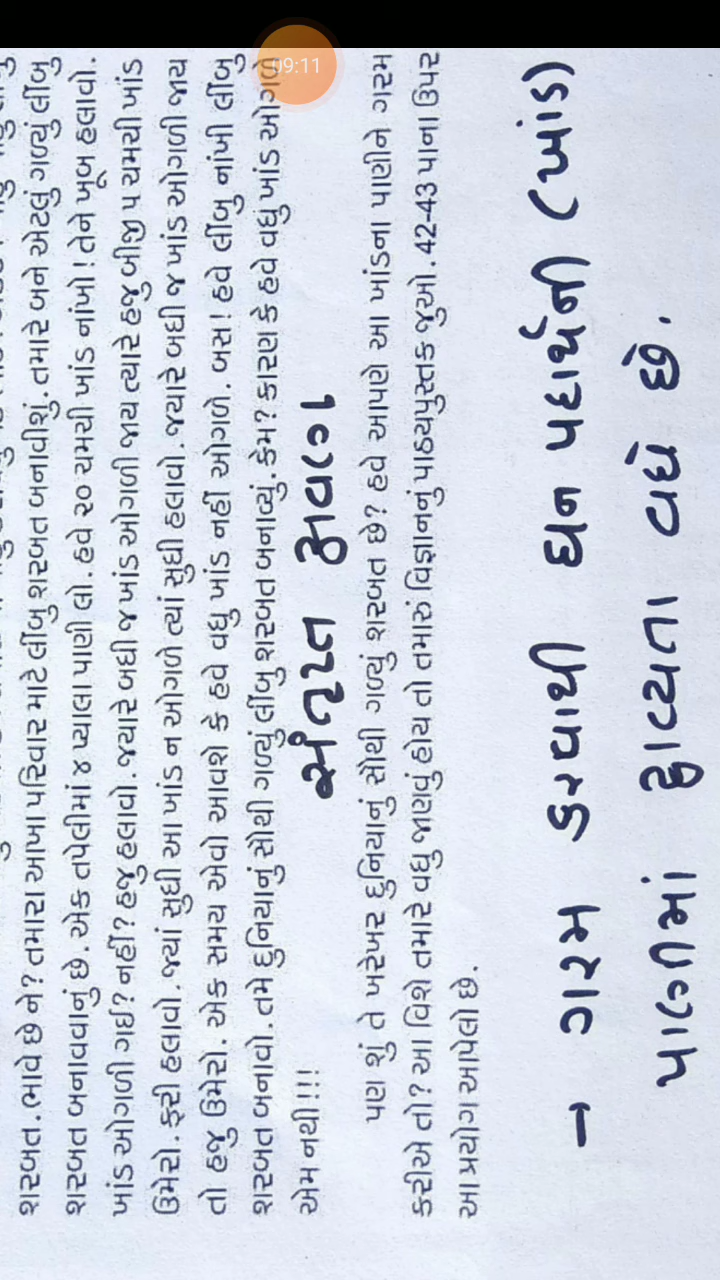 શરબત. ભાવે છે ને? તમારા આખા પરિવાર માટે લીંબુ શરબત બનાવીશું. તમારે બને એટલું ગળ્યું લીંબુ
શરબત બનાવવાનું છે. એક તપેલીમાં ૪ પ્યાલા પાણી લો. હવે ૨૦ ચમચી ખાંડ નાંખો! તેને ખૂબ હલાવો.
ખાંડ ઓગળી ગઈ? નહીં? હજુ હલાવો. જ્યારે બધી જ ખાંડ ઓગળી જાય ત્યારે હજુ બીજી ૫ ચમચી ખાંડ
ઉમેરો. ફરી હલાવો. જ્યાં સુધી આ ખાંડ ન ઓગળે ત્યાં સુધી હલાવો. જ્યારે બધી જ ખાંડ ઓગળી જાય
તો હજુ ઉમેરો. એક સમય એવો આવશે કે હવે વધુ ખાંડ નહીં ઓગળે. બસ! હવે લીંબુ નાંખી લીંબુ
શરબત બનાવો. તમે દુનિયાનું સૌથી ગળ્યું લીંબુ શરબત બનાવ્યું. કેમ? કારણ કે હવે વધુ ખાંડ ઓગળે
એમ નથી!!!
સંતૃપ્ત દ્રાવણ
પણ શું તે ખરેખર દુનિયાનું સૌથી ગળ્યું શરબત છે? હવે આપણે આ ખાંડના પાણીને ગરમ
કરીએ તો? આ વિશે તમારે વધુ જાણવું હોય તો તમારું વિજ્ઞાનનું પાઠ્યપુસ્તક જુઓ. 42-43 પાના ઉપર
આ પ્રયોગ આપેલો છે.
→ ગરમ કરવાથી ઘન પદાર્થની (ખાંડ)
પાણીમાં દ્રાવ્યતા વધે છે.
09:11